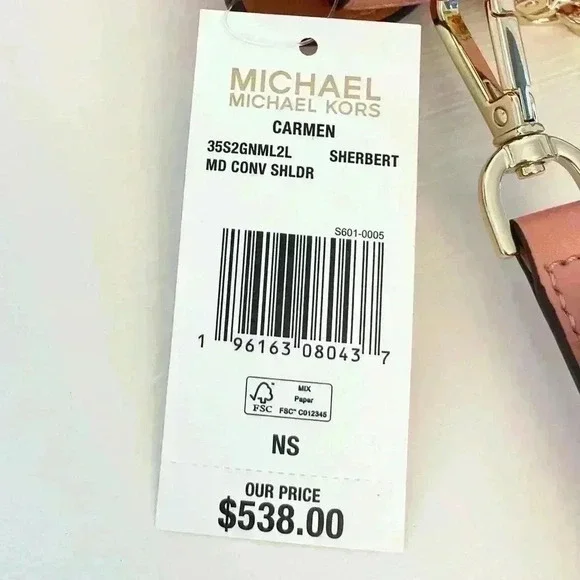 MICHAEL
MICHAEL KORS
CARMEN
35S2GNML2L SHERBERT
MD CONV SHLDR
S601-0005
1 96163 08043 7
FSC
MIX
Paper
FSC™ C012345
NS
OUR PRICE
$538.00